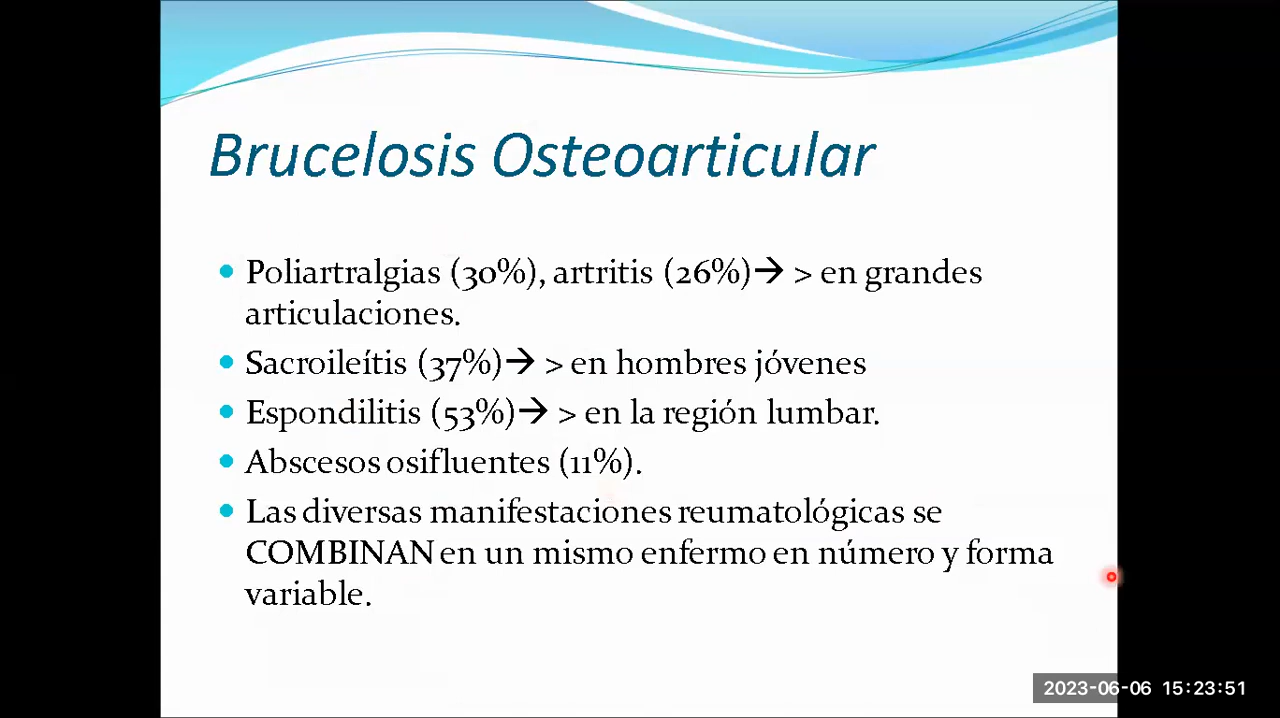 Brucelosis Osteoarticular
• Poliartralgias (30%), artritis (26%)→ > en grandes
articulaciones.
• Sacroileítis (37%)→ > en hombres jóvenes
• Espondilitis (53%)→ > en la región lumbar.
• Abscesos osifluentes (11%).
• Las diversas manifestaciones reumatológicas se
COMBINAN en un mismo enfermo en número y forma
variable.
2023-06-06 15:23:51